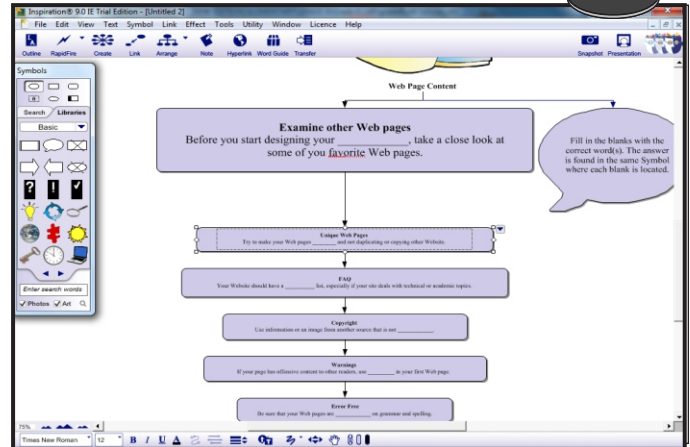 Inspiration® 9.0 IE Trial Edition - [Untitled 2]
File Edit View Text Symbol Link Effect Tools Utility Window Licence Help
Outline RapidFire Create Link Arrange Note Hyperlink Word Guide Transfer Snapshot Presentation
Symbols
Search Libraries
Basic
Enter search words
Photos Art
Web Page Content
Examine other Web pages
Before you start designing your ____________, take a close look at
some of you favorite Web pages.
Fill in the blanks with the
correct word(s). The answer
is found in the same Symbol
where each blank is located.
Unique Web Pages
Try to make your Web pages ________ and not duplicating or copying other Website.
FAQ
Your Website should have a __________ list, especially if your site deals with technical or academic topics.
Copyright
Use information or an image from another source that is not ____________.
Warnings
If your page has offensive content to other readers, use _________ in your first Web page.
Error Free
Be sure that your Web pages are __________ on grammar and spelling.
75%
Times New Roman 12 B I U A